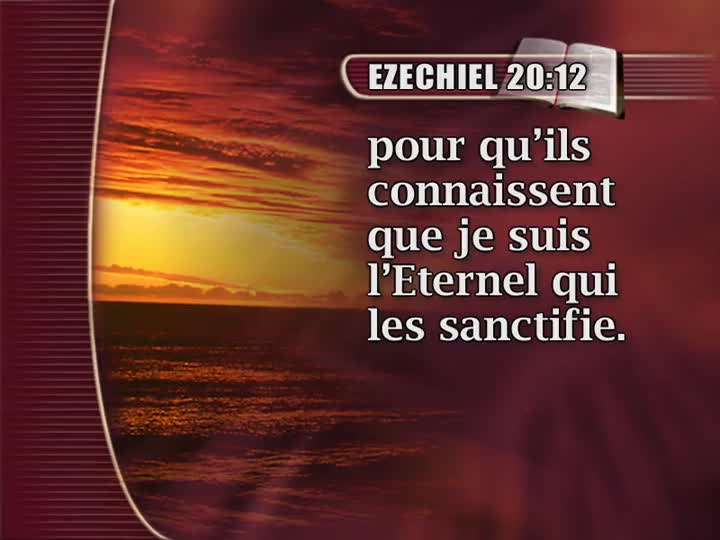 EZECHIEL 20:12
pour qu’ils
connaissent
que je suis
l’Eternel qui
les sanctifie.